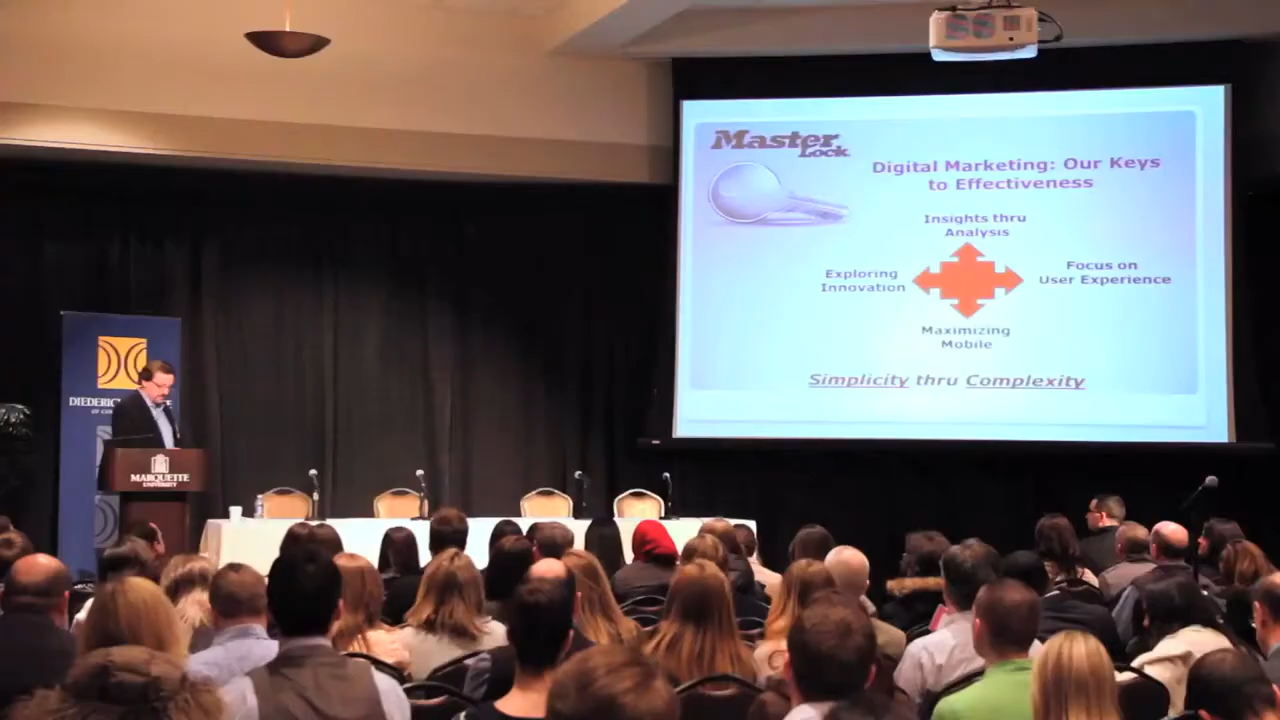 Master
Lock
Digital Marketing: Our Keys
to Effectiveness
Insights thru
Analysis
Exploring
Innovation
Focus on
User Experience
Maximizing
Mobile
Simplicity thru Complexity
MARQUETTE
UNIVERSITY